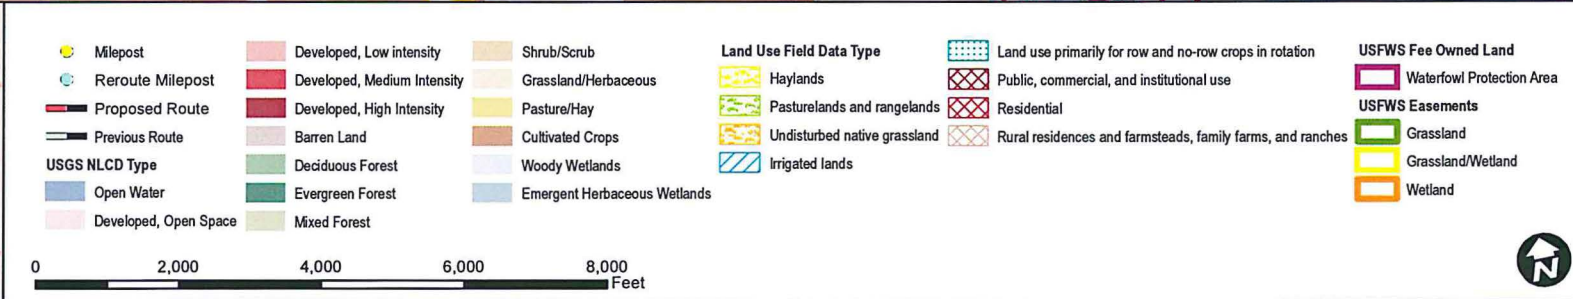 Milepost
Reroute Milepost
Proposed Route
Previous Route
USGS NLCD Type
Open Water
Developed, Open Space
Developed, Low intensity
Developed, Medium Intensity
Developed, High Intensity
Barren Land
Deciduous Forest
Evergreen Forest
Mixed Forest
Shrub/Scrub
Grassland/Herbaceous
Pasture/Hay
Cultivated Crops
Woody Wetlands
Emergent Herbaceous Wetlands
Land Use Field Data Type
Haylands
Pasturelands and rangelands
Undisturbed native grassland
Irrigated lands
Land use primarily for row and no-row crops in rotation
Public, commercial, and institutional use
Residential
Rural residences and farmsteads, family farms, and ranches
USFWS Fee Owned Land
Waterfowl Protection Area
USFWS Easements
Grassland
Grassland/Wetland
Wetland
0 2,000 4,000 6,000 8,000
Feet
N